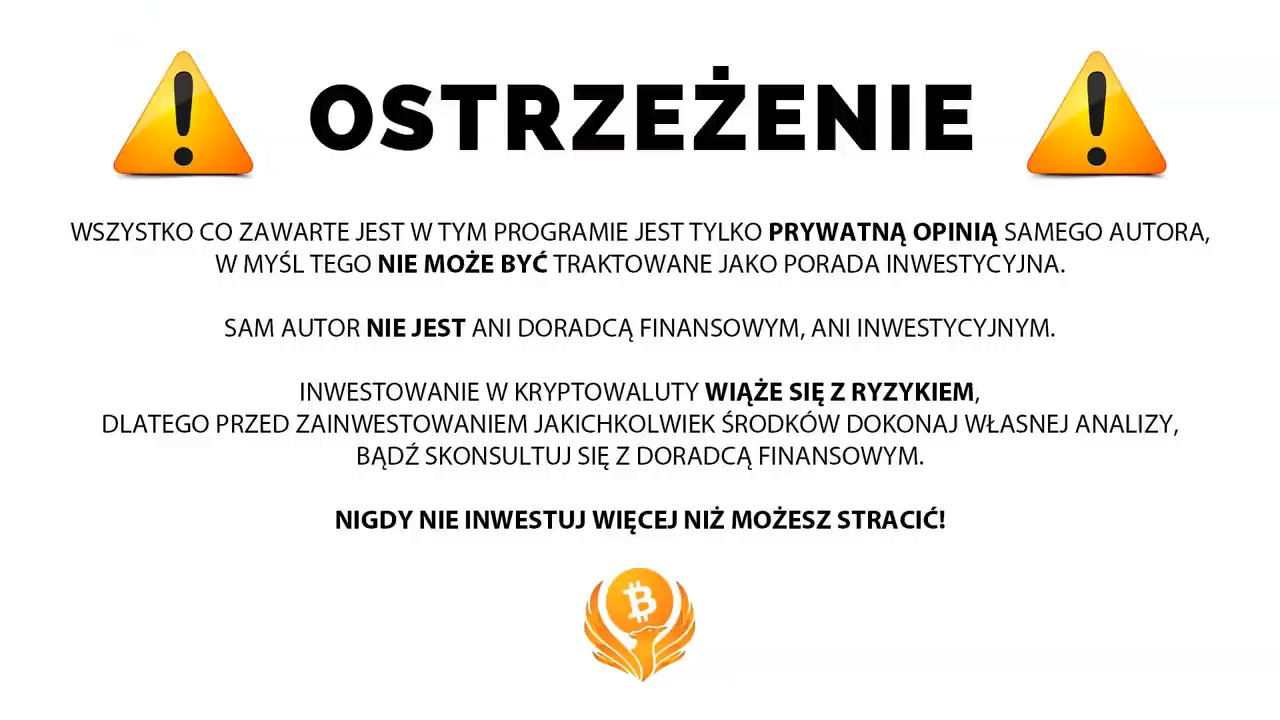 OSTRZEŻENIE
WSZYSTKO CO ZAWARTE JEST W TYM PROGRAMIE JEST TYLKO PRYWATNĄ OPINIĄ SAMEGO AUTORA,
W MYŚL TEGO NIE MOŻE BYĆ TRAKTOWANE JAKO PORADA INWESTYCYJNA.
SAM AUTOR NIE JEST ANI DORADCĄ FINANSOWYM, ANI INWESTYCYJNYM.
INWESTOWANIE W KRYPTOWALUTY WIĄŻE SIĘ Z RYZYKIEM,
DLATEGO PRZED ZAINWESTOWANIEM JAKICHKOLWIEK ŚRODKÓW DOKONAJ WŁASNEJ ANALIZY,
BĄDŹ SKONSULTUJ SIĘ Z DORADCĄ FINANSOWYM.
NIGDY NIE INWESTUJ WIĘCEJ NIŻ MOŻESZ STRACIĆ!